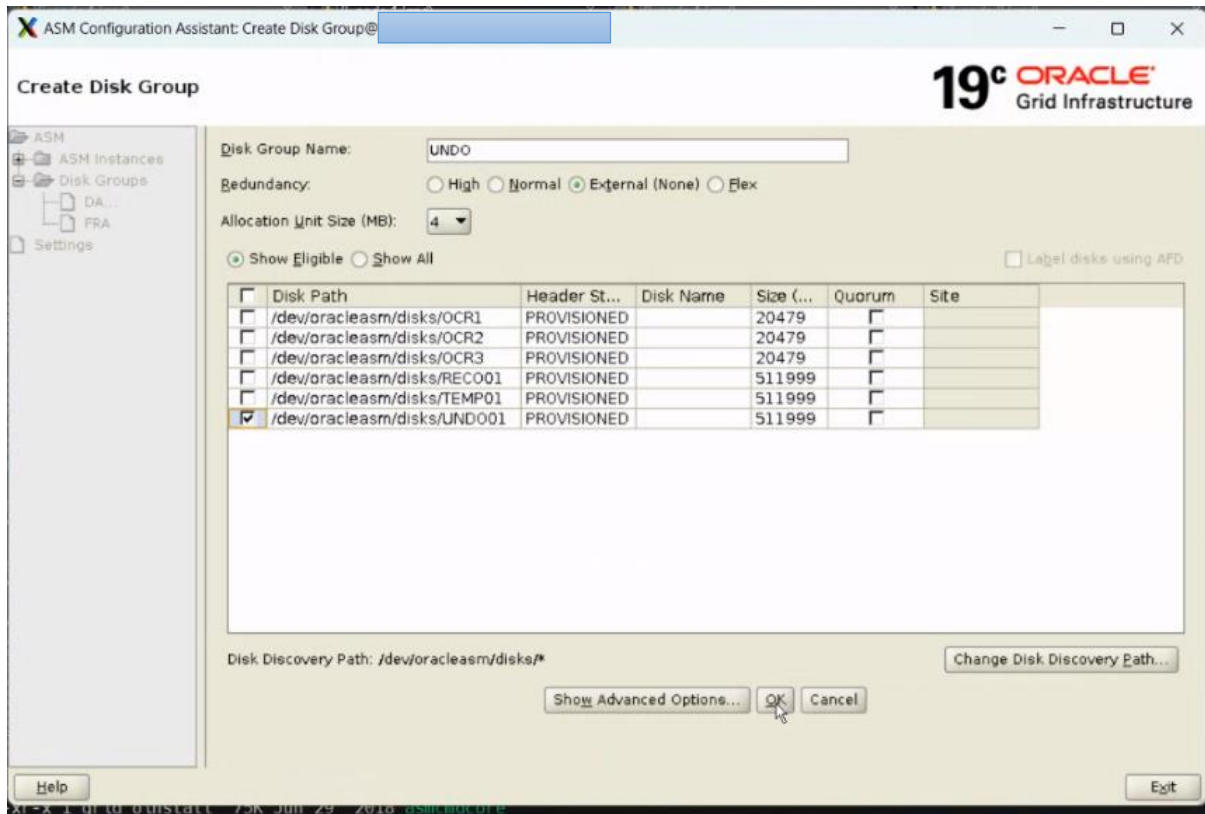 ASM Configuration Assistant: Create Disk Group@
Create Disk Group
19c ORACLE
Grid Infrastructure
ASM
ASM Instances
Disk Groups
DA...
FRA
Settings
Disk Group Name: UNDO
Redundancy: High Normal External (None) Flex
Allocation Unit Size (MB): 4
Show Eligible Show All Label disks using AFD
Disk Path Header St... Disk Name Size (... Quorum Site
/dev/oracleasm/disks/OCR1 PROVISIONED 20479
/dev/oracleasm/disks/OCR2 PROVISIONED 20479
/dev/oracleasm/disks/OCR3 PROVISIONED 20479
/dev/oracleasm/disks/RECO01 PROVISIONED 511999
/dev/oracleasm/disks/TEMP01 PROVISIONED 511999
/dev/oracleasm/disks/UNDO01 PROVISIONED 511999
Disk Discovery Path: /dev/oracleasm/disks/* Change Disk Discovery Path...
Show Advanced Options... OK Cancel
Help Exit